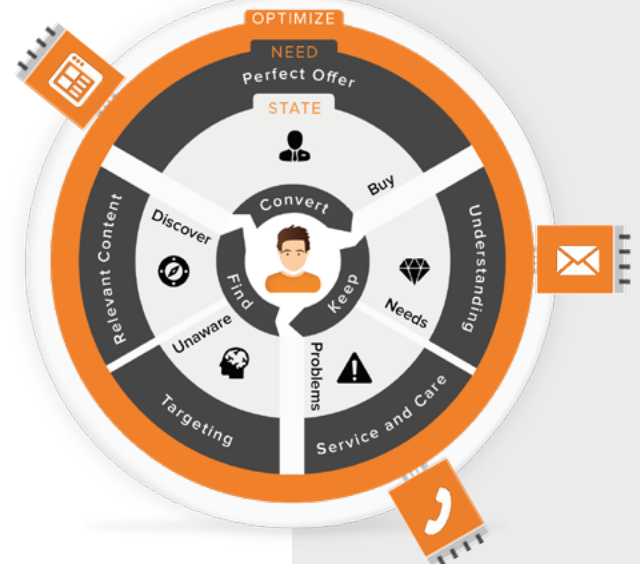 OPTIMIZE
NEED
Perfect Offer
STATE
Buy
Convert
Discover
Relevant Content
Understanding
Find
Keep
Needs
Unaware
Problems
Targeting
Service and Care